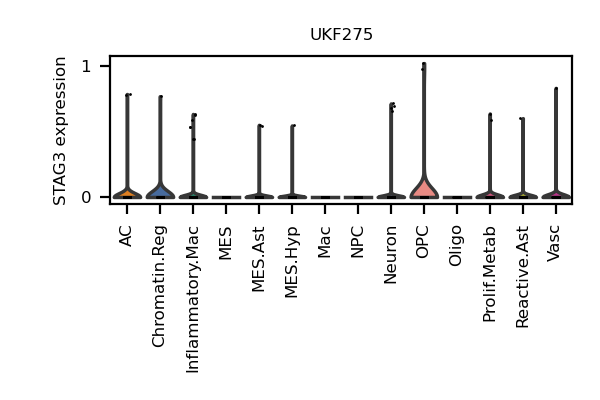 UKF275
STAG3 expression
1
0
AC
Chromatin.Reg
Inflammatory.Mac
MES
MES.Ast
MES.Hyp
Mac
NPC
Neuron
OPC
Oligo
Prolif.Metab
Reactive.Ast
Vasc